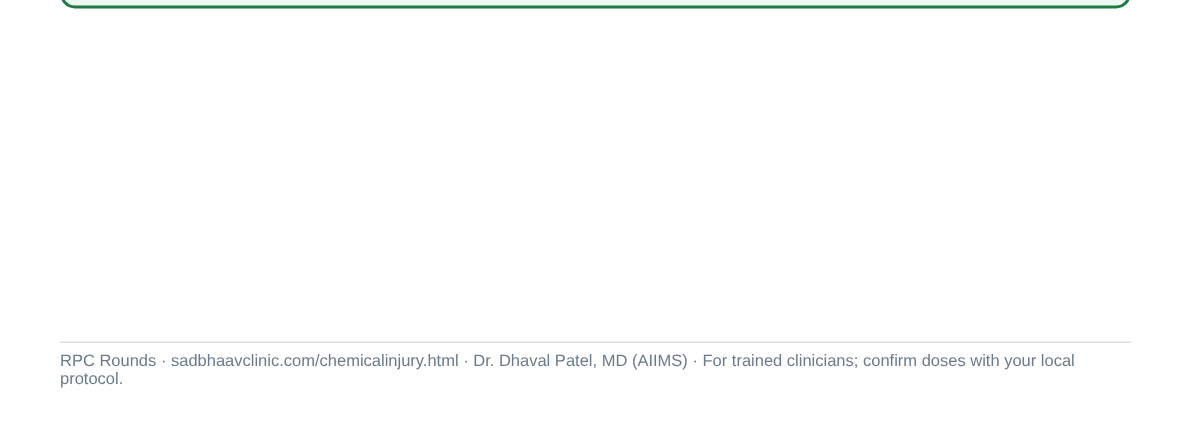 RPC Rounds · sadbhaavclinic.com/chemicalinjury.html · Dr. Dhaval Patel, MD (AIIMS) · For trained clinicians; confirm doses with your local
protocol.